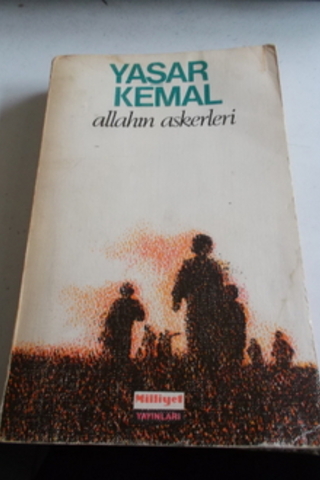 YAŞAR
KEMAL
allahın askerleri
Milliyet
YAYINLARI